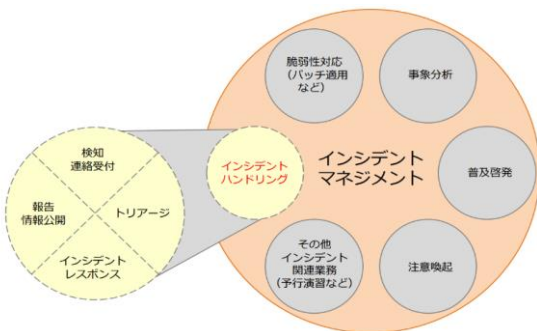 脆弱性対応
（パッチ適用
など）
事象分析
検知
連絡受付
報告
情報公開
トリアージ
インシデント
レスポンス
インシデント
ハンドリング
インシデント
マネジメント
普及啓発
その他
インシデント
関連業務
（予行演習など）
注意喚起